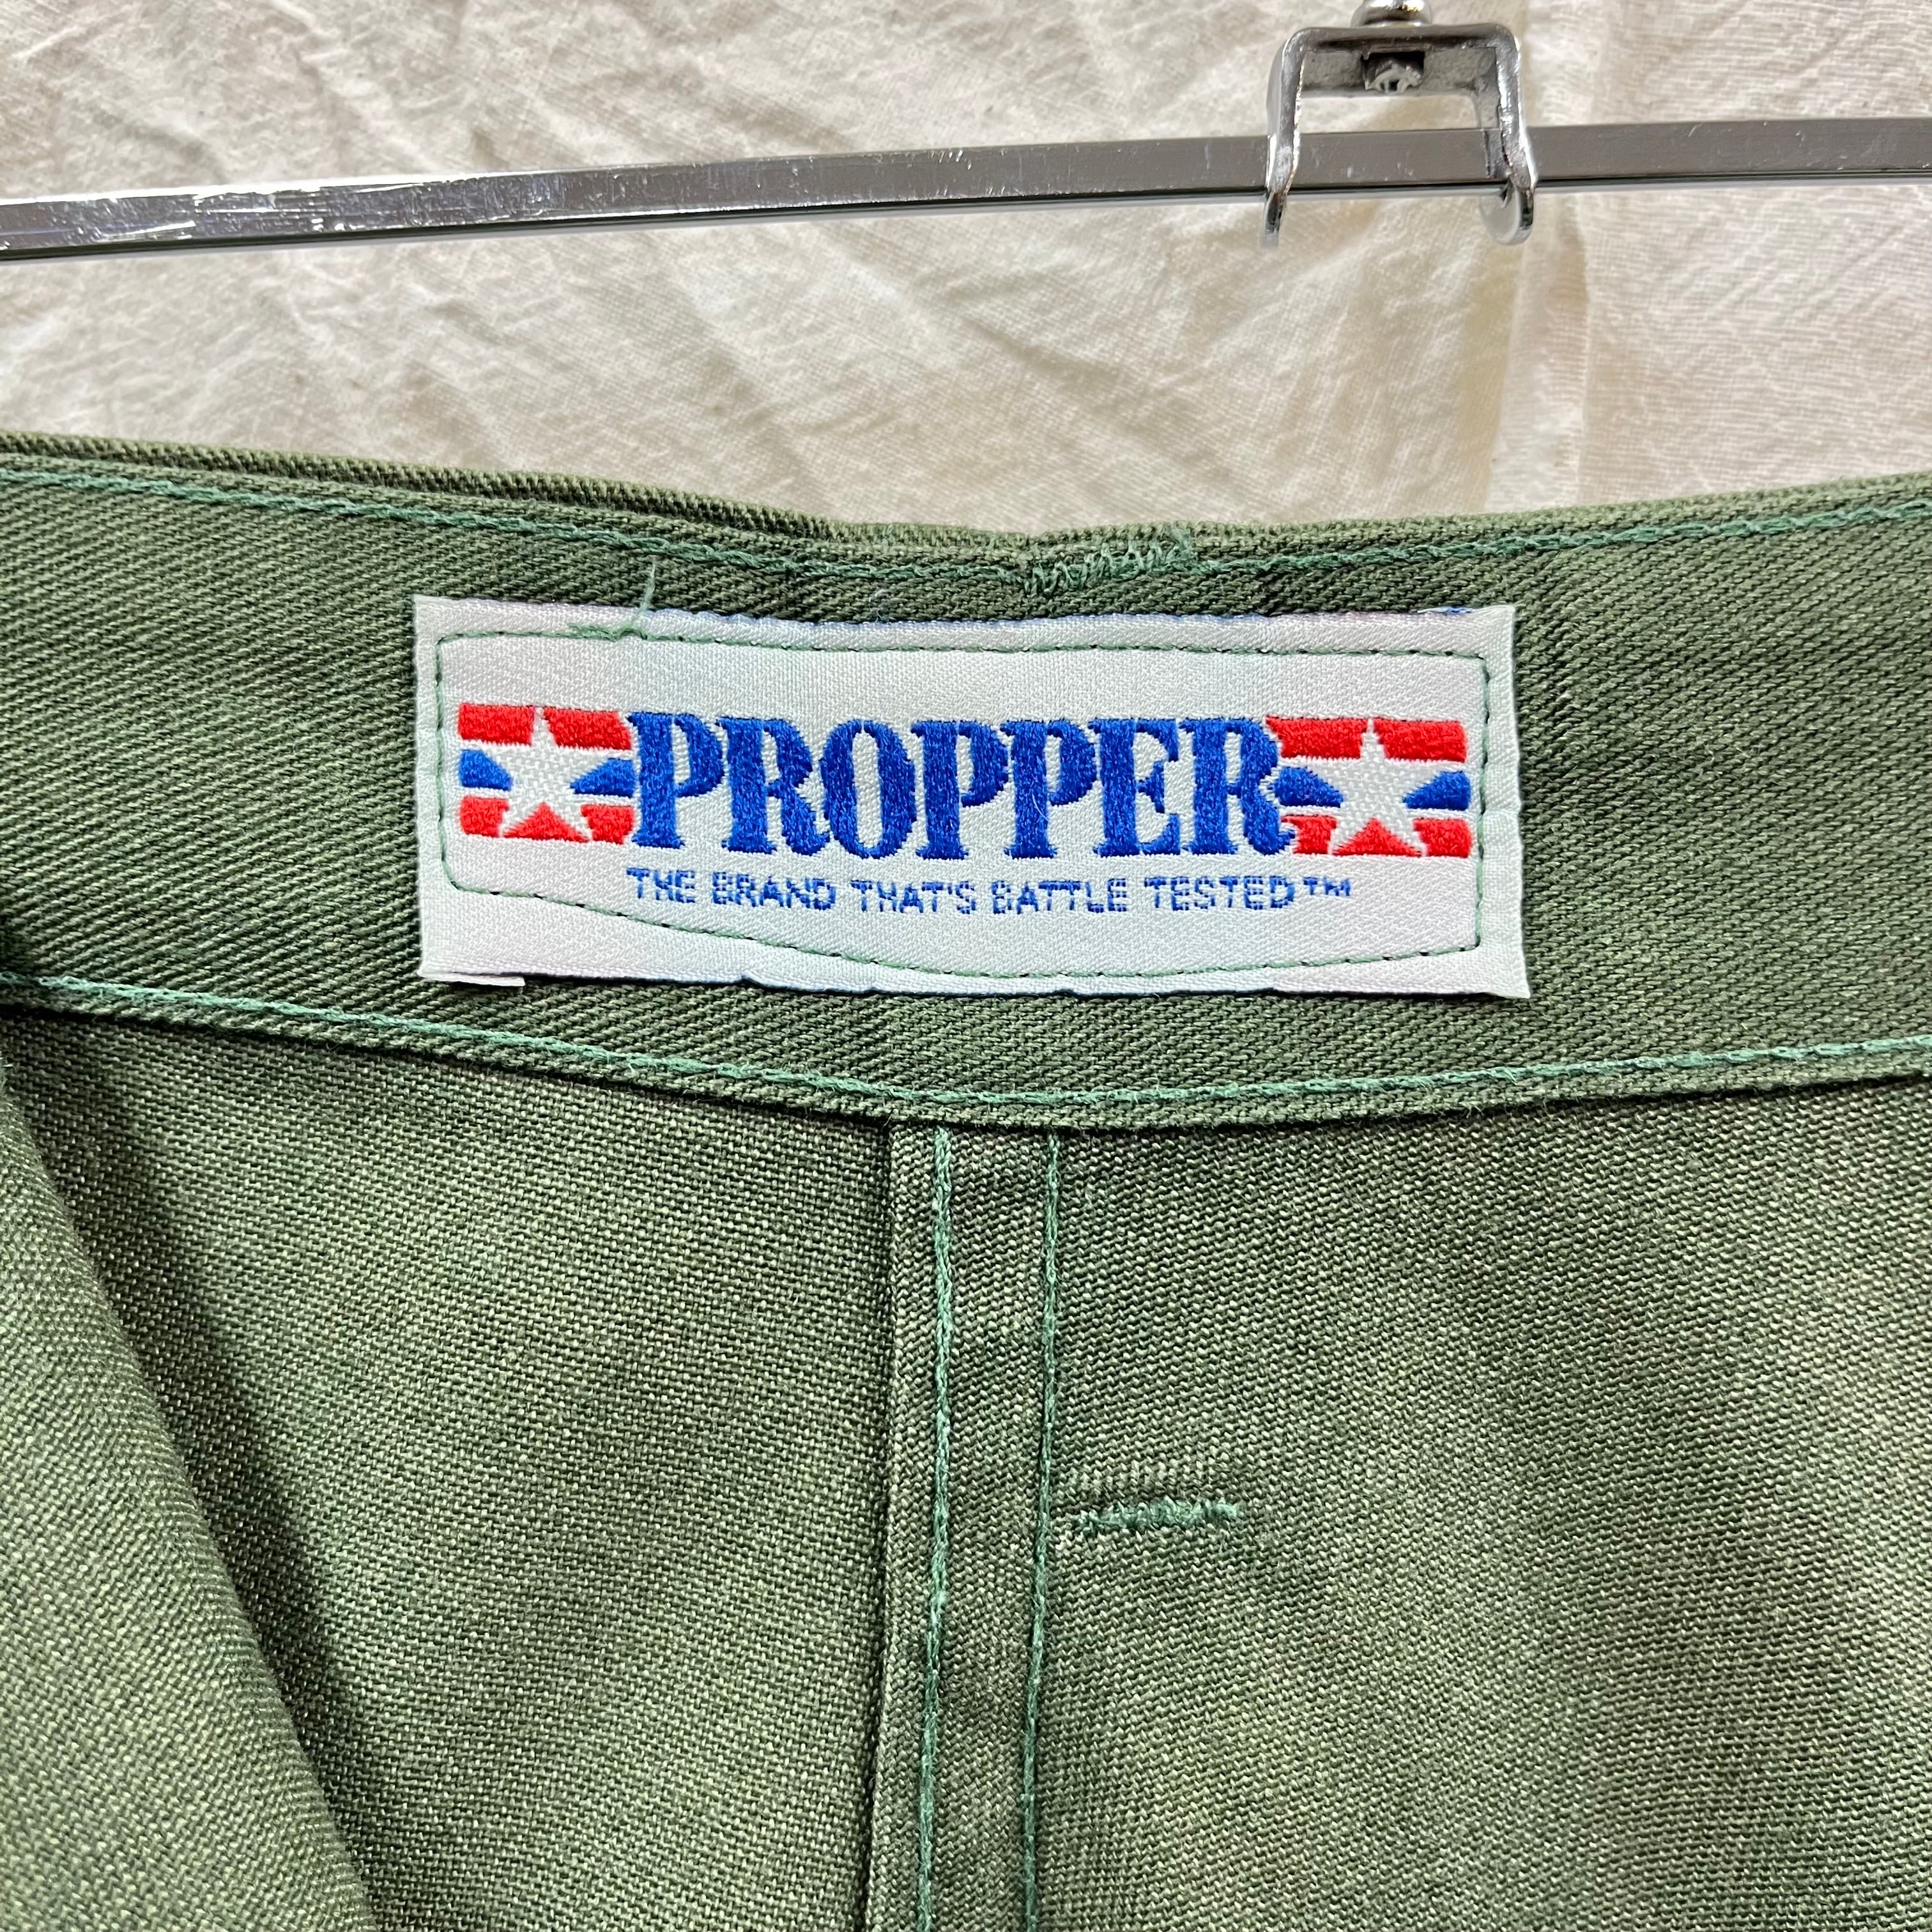 PROPPER
THE BRAND THAT'S BATTLE TESTED™